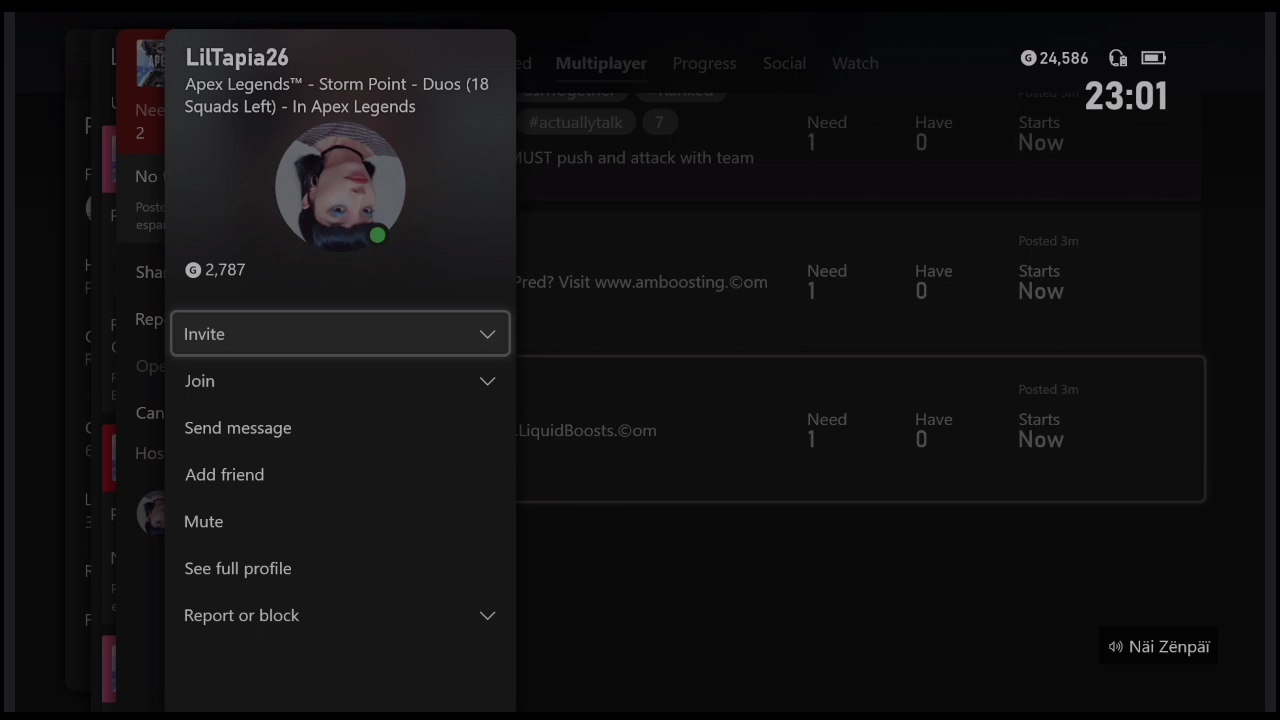 LilTapia26
Apex Legends™ - Storm Point - Duos (18
Squads Left) - In Apex Legends
G 2,787
Invite
Join
Send message
Add friend
Mute
See full profile
Report or block
Multiplayer
Progress
Social
Watch
G 24,586
23:01
#actuallytalk
7
MUST push and attack with team
Need
1
Have
0
Starts
Now
Posted 3m
Pred? Visit www.amboosting.©om
Need
1
Have
0
Starts
Now
Posted 3m
.LiquidBoosts.©om
Need
1
Have
0
Starts
Now
2
Näi Zënpäï